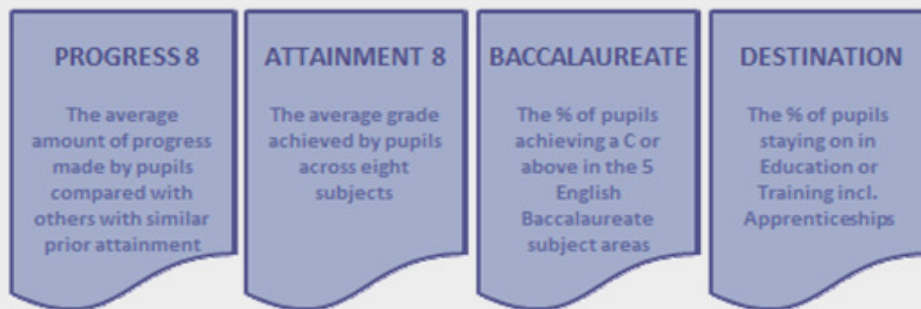 PROGRESS 8
The average
amount of progress
made by pupils
compared with
others with similar
prior attainment
ATTAINMENT 8
The average grade
achieved by pupils
across eight
subjects
BACCALAUREATE
The % of pupils
achieving a C or
above in the 5
English
Baccalaureate
subject areas
DESTINATION
The % of pupils
staying on in
Education or
Training incl.
Apprenticeships